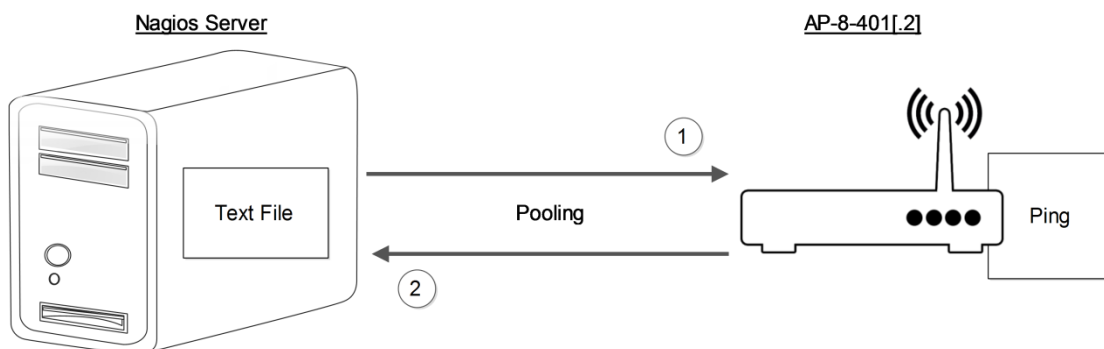 Nagios Server
AP-8-401[.2]
1
Text File
Pooling
Ping
2